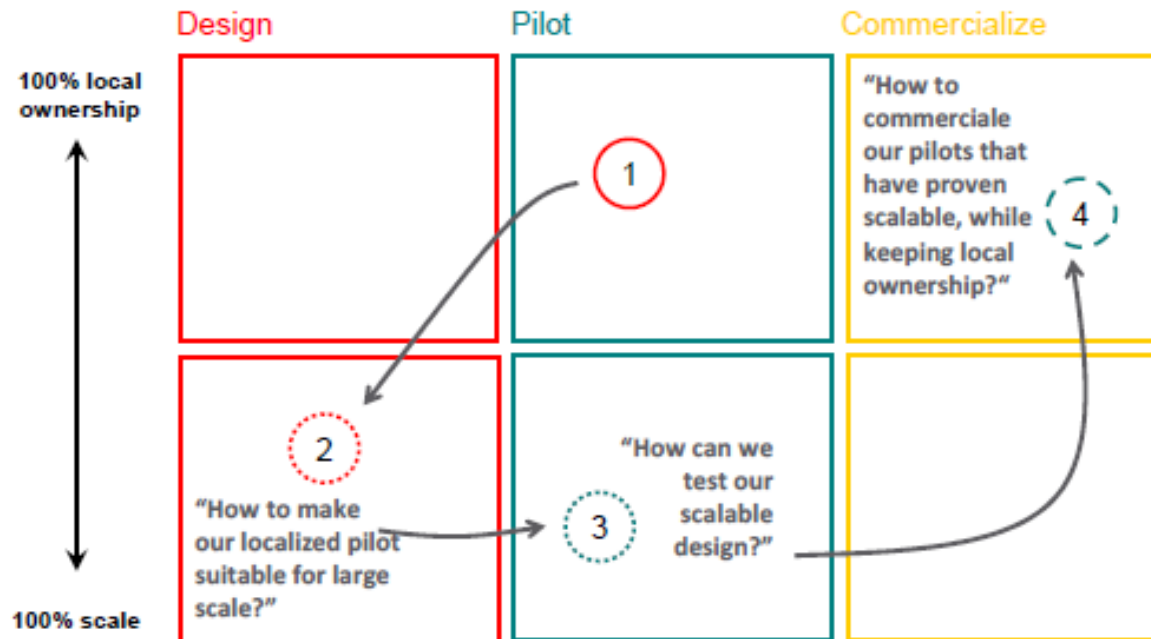 Design
Pilot
Commercialize
100% local
ownership
1
“How to
commerciale
our pilots that
have proven
scalable, while
keeping local
ownership?“
4
2
“How to make
our localized pilot
suitable for large
scale?”
3
“How can we
test our
scalable
design?”
100% scale